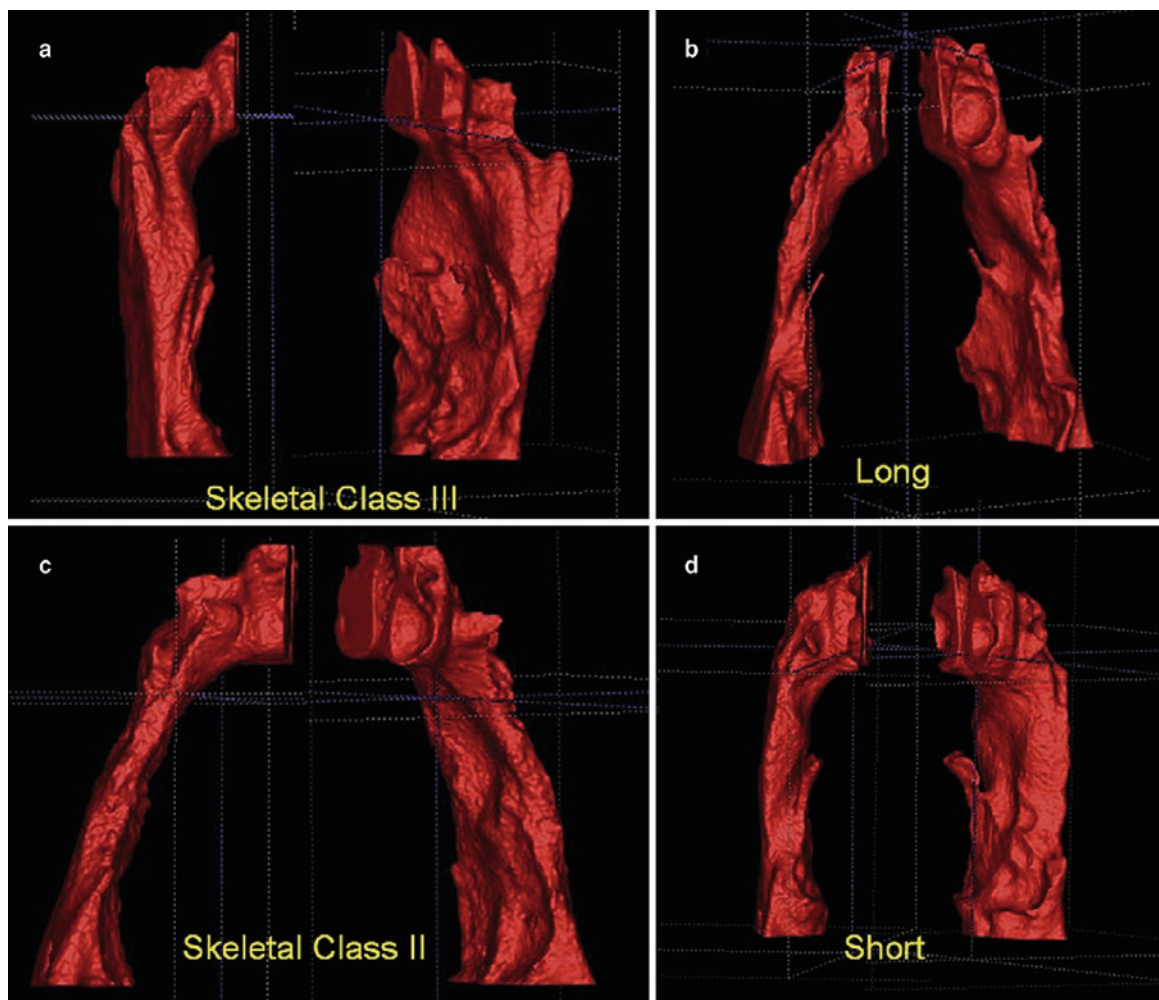 a
Skeletal Class III
b
Long
c
Skeletal Class II
d
Short